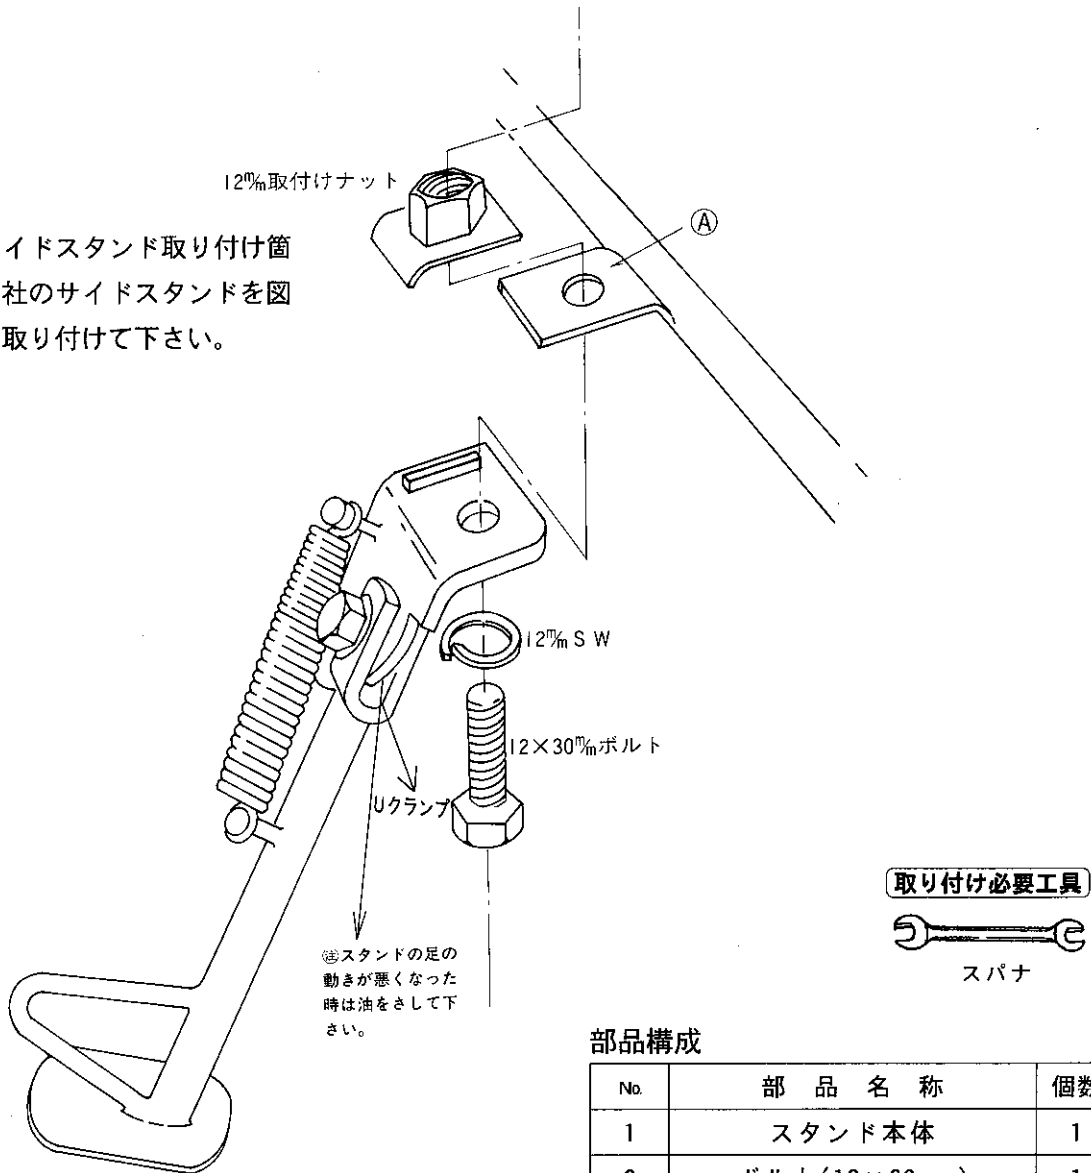 12㎜取付けナット
Ⓐ
イドスタンド取り付け箇
社のサイドスタンドを図
取り付けて下さい。
12㎜ S W
12×30㎜ボルト
Uクランプ
取り付け必要工具
スパナ
㊟スタンドの足の
動きが悪くなった
時は油をさして下
さい。
部品構成
No. 部品名称 個数
1 スタンド本体 1